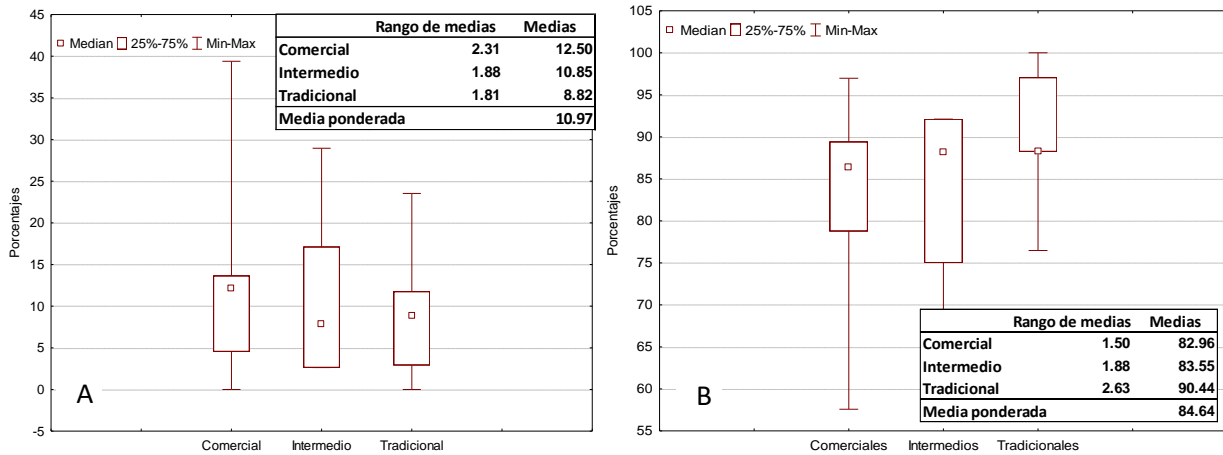 45
40
35
30
25
20
15
10
5
0
-5
Porcentajes
Median 25%-75% Min-Max
Rango de medias Medias
Comercial 2.31 12.50
Intermedio 1.88 10.85
Tradicional 1.81 8.82
Media ponderada 10.97
A
Comercial Intermedio Tradicional
105
100
95
90
85
80
75
70
65
60
55
Porcentajes
Median 25%-75% Min-Max
Rango de medias Medias
Comercial 1.50 82.96
Intermedio 1.88 83.55
Tradicional 2.63 90.44
Media ponderada 84.64
B
Comerciales Intermedios Tradicionales